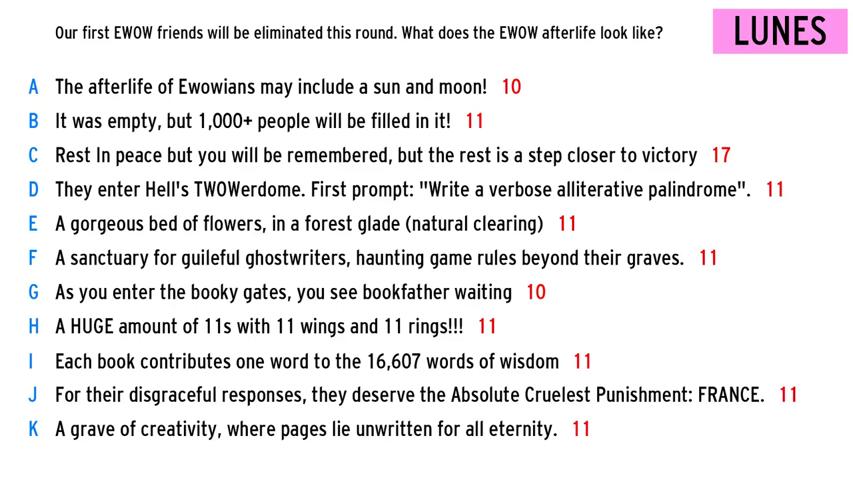 Our first EWOW friends will be eliminated this round. What does the EWOW afterlife look like?
LUNES
A The afterlife of Ewowians may include a sun and moon! 10
B It was empty, but 1,000+ people will be filled in it! 11
C Rest In peace but you will be remembered, but the rest is a step closer to victory 17
D They enter Hell's TWOWerdome. First prompt: "Write a verbose alliterative palindrome". 11
E A gorgeous bed of flowers, in a forest glade (natural clearing) 11
F A sanctuary for guileful ghostwriters, haunting game rules beyond their graves. 11
G As you enter the booky gates, you see bookfather waiting 10
H A HUGE amount of 11s with 11 wings and 11 rings!!! 11
I Each book contributes one word to the 16,607 words of wisdom 11
J For their disgraceful responses, they deserve the Absolute Cruelest Punishment: FRANCE. 11
K A grave of creativity, where pages lie unwritten for all eternity. 11